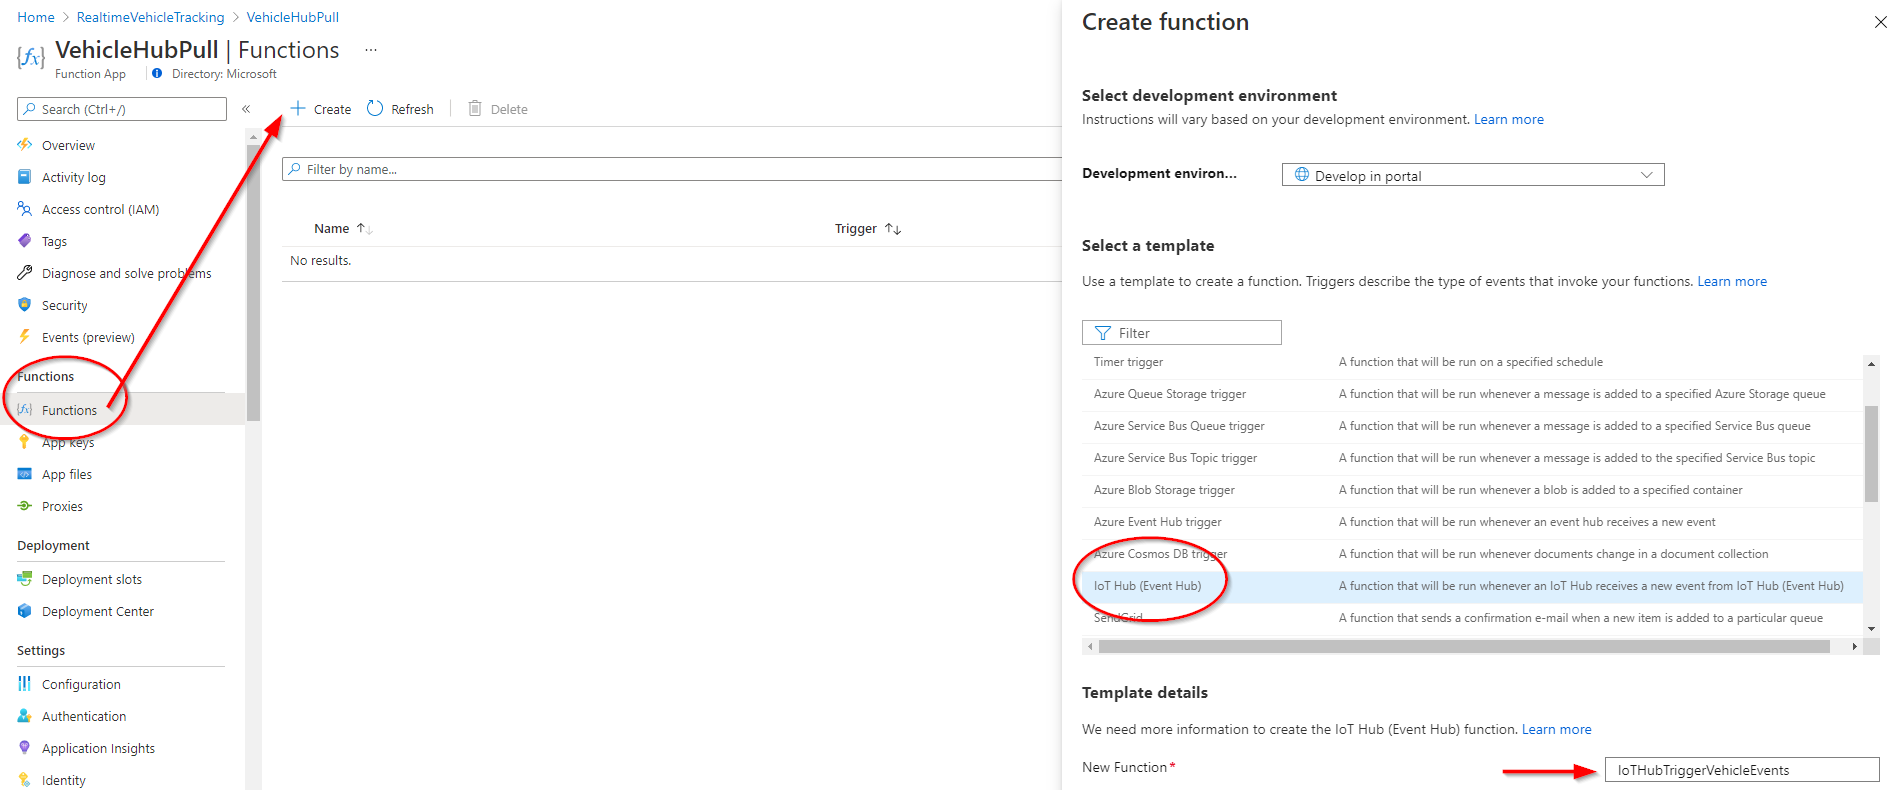 Home > RealtimeVehicleTracking > VehicleHubPull
VehicleHubPull | Functions ...
Function App
Directory: Microsoft
Search (Ctrl+/)
«
Overview
Activity log
Access control (IAM)
Tags
Diagnose and solve problems
Security
Events (preview)
Functions
Functions
App keys
App files
Proxies
Deployment
Deployment slots
Deployment Center
Settings
Configuration
Authentication
Application Insights
Identity
Create Refresh Delete
Filter by name...
Name Trigger
No results.
Create function
Select development environment
Instructions will vary based on your development environment. Learn more
Development environ... Develop in portal
Select a template
Use a template to create a function. Triggers describe the type of events that invoke your functions. Learn more
Filter
Timer trigger A function that will be run on a specified schedule
Azure Queue Storage trigger A function that will be run whenever a message is added to a specified Azure Storage queue
Azure Service Bus Queue trigger A function that will be run whenever a message is added to a specified Service Bus queue
Azure Service Bus Topic trigger A function that will be run whenever a message is added to the specified Service Bus topic
Azure Blob Storage trigger A function that will be run whenever a blob is added to a specified container
Azure Event Hub trigger A function that will be run whenever an event hub receives a new event
Azure Cosmos DB trigger A function that will be run whenever documents change in a document collection
IoT Hub (Event Hub) A function that will be run whenever an IoT Hub receives a new event from IoT Hub (Event Hub)
SendGrid A function that sends a confirmation e-mail when a new item is added to a particular queue
Template details
We need more information to create the IoT Hub (Event Hub) function. Learn more
New Function* IoTHubTriggerVehicleEvents